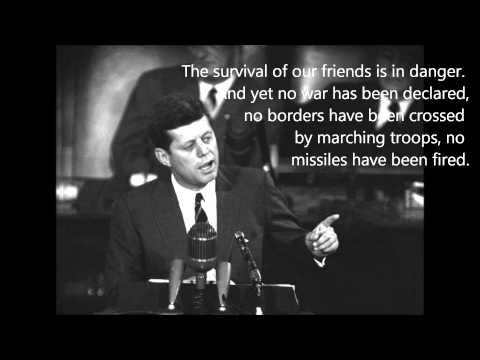 The survival of our friends is in danger.
And yet no war has been declared,
no borders have been crossed
by marching troops, no
missiles have been fired.